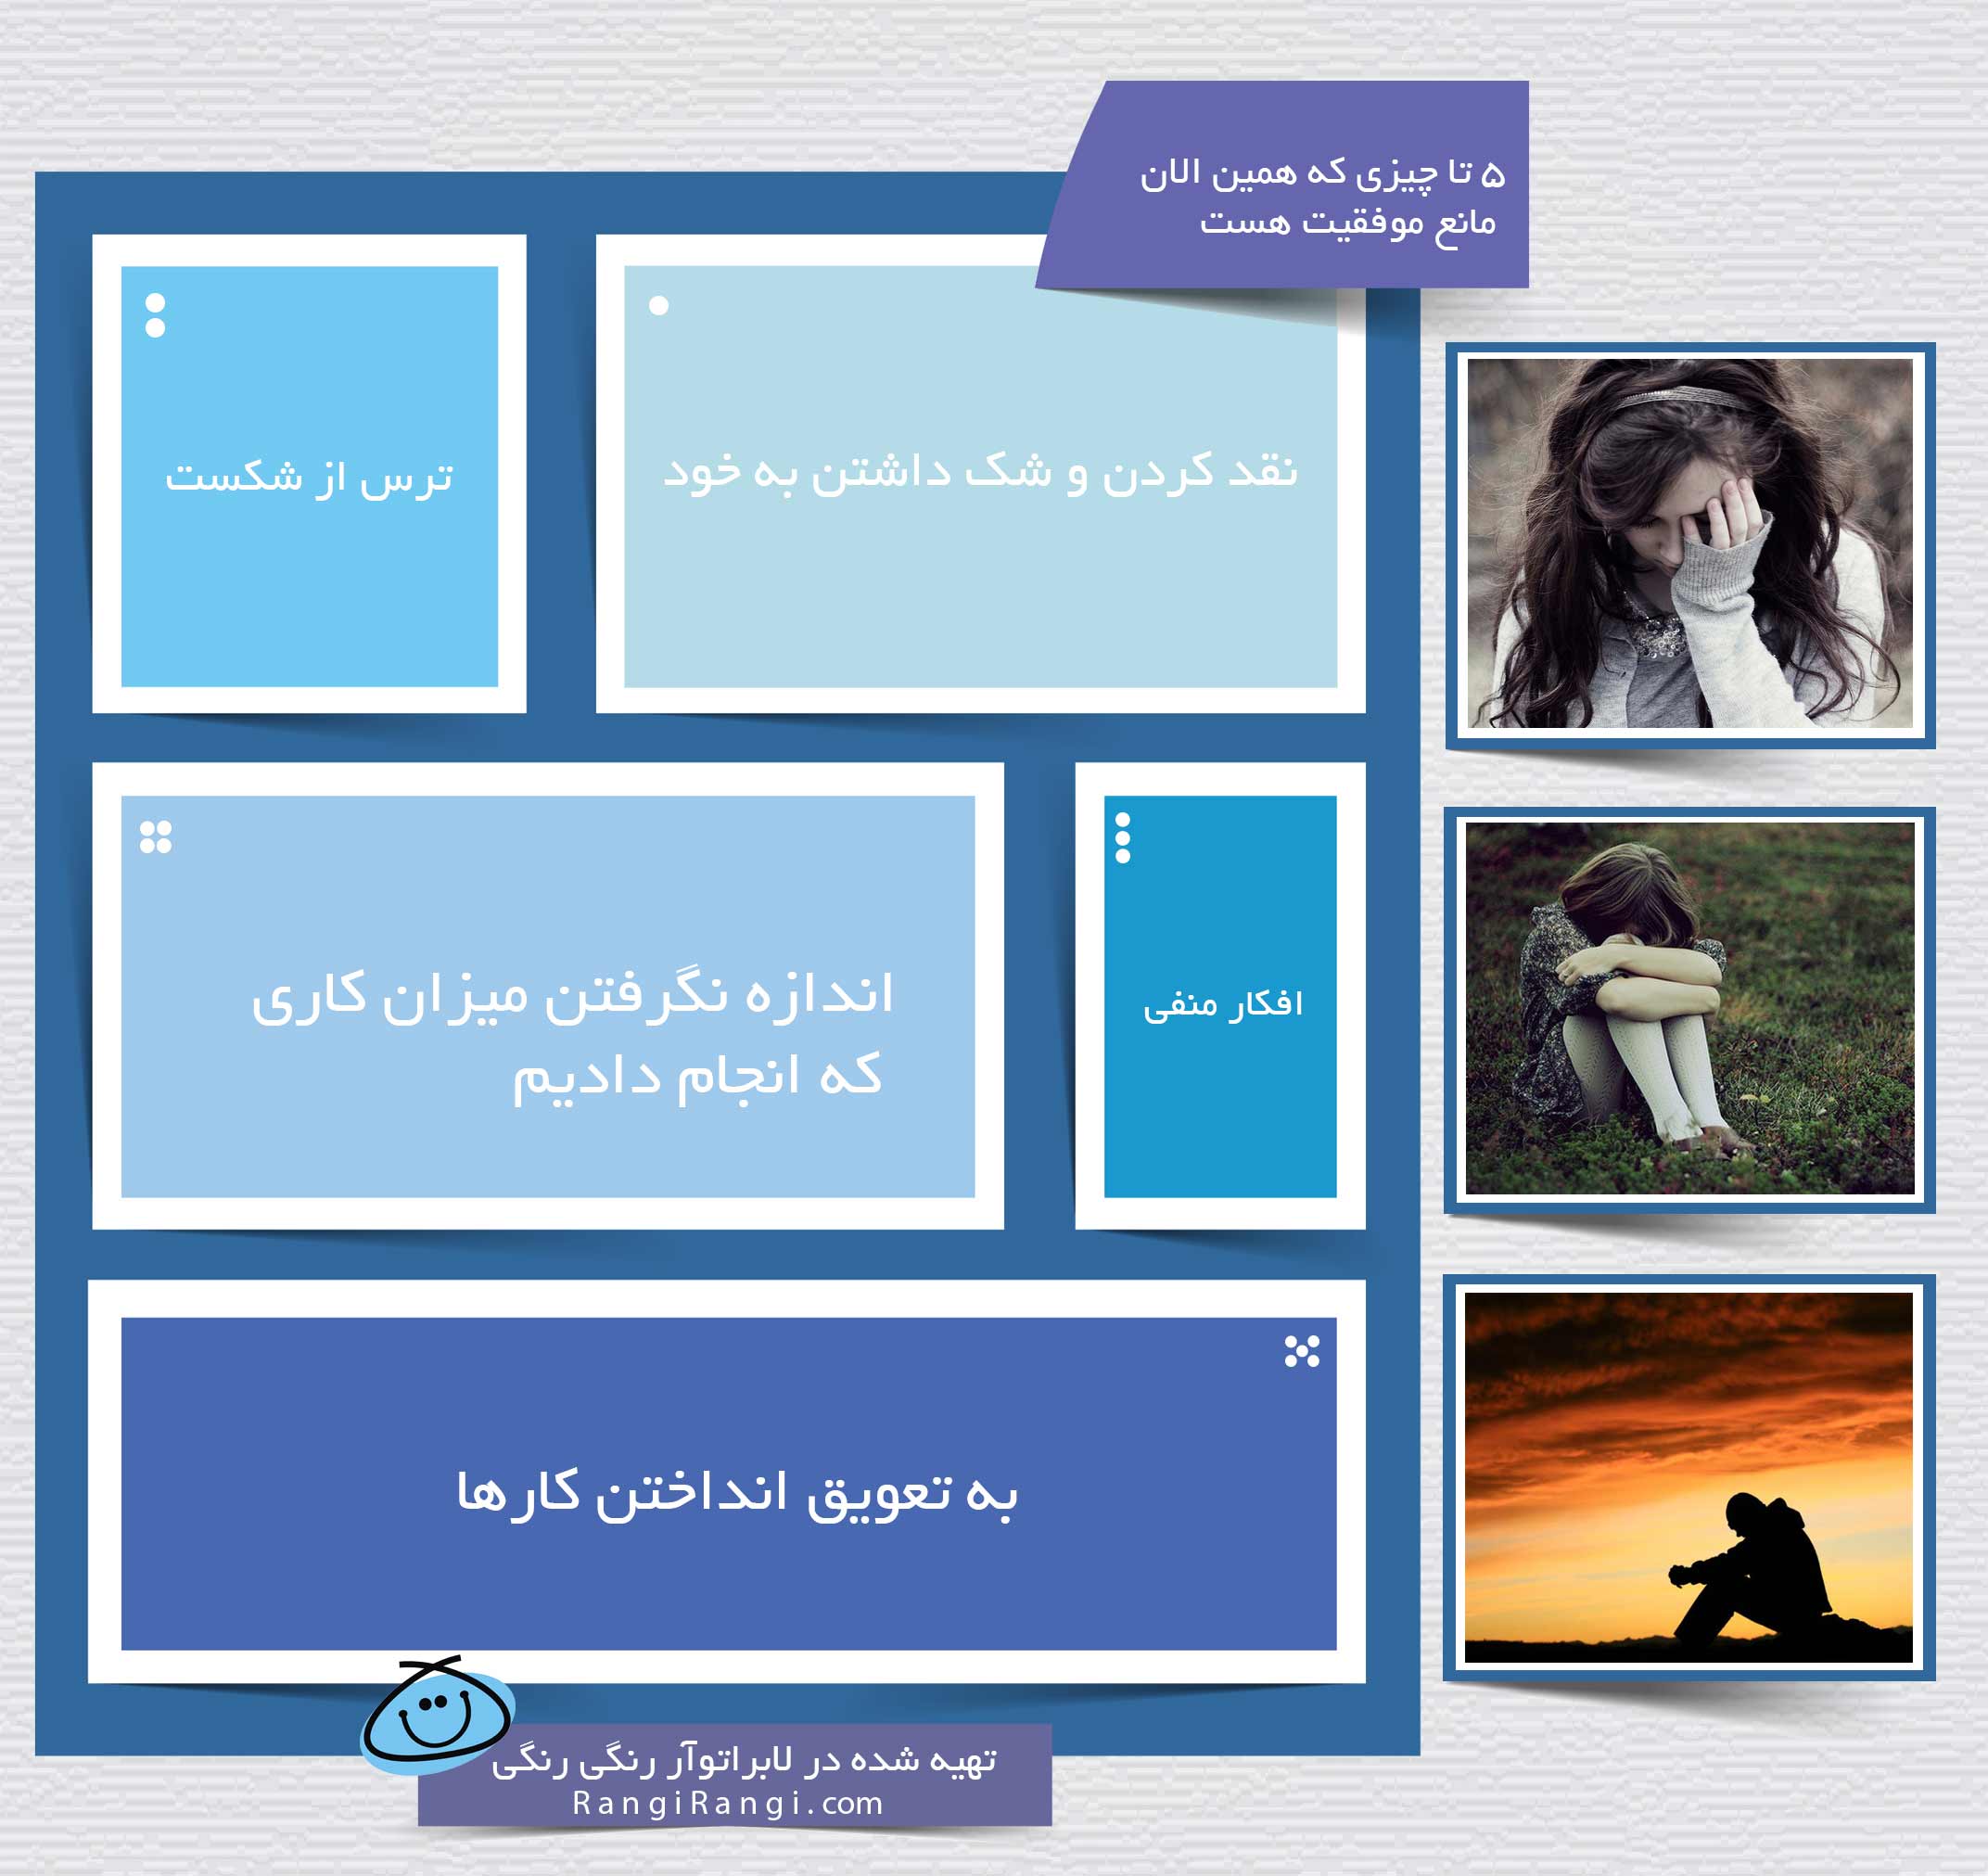 ۵ تا چیزی که همین الان
مانع موفقیت هست
نقد کردن و شک داشتن به خود
ترس از شکست
افکار منفی
اندازه نگرفتن میزان کاری
که انجام دادیم
به تعویق انداختن کارها
تهیه شده در لابراتوآر رنگی رنگی
RangiRangi.com